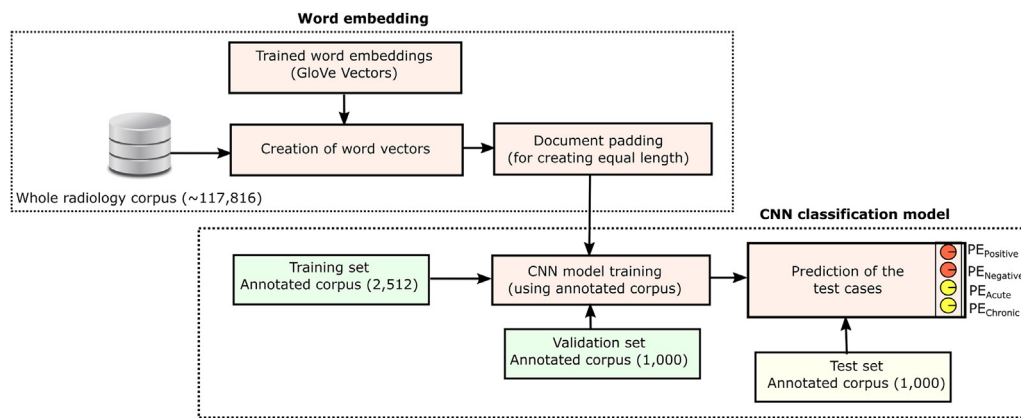 Word embedding
Trained word embeddings
(GloVe Vectors)
Creation of word vectors
Document padding
(for creating equal length)
Whole radiology corpus (~117,816)
CNN classification model
Training set
Annotated corpus (2,512)
CNN model training
(using annotated corpus)
Prediction of the
test cases
PEPositive
PENegative
PEAcute
PEChronic
Validation set
Annotated corpus (1,000)
Test set
Annotated corpus (1,000)